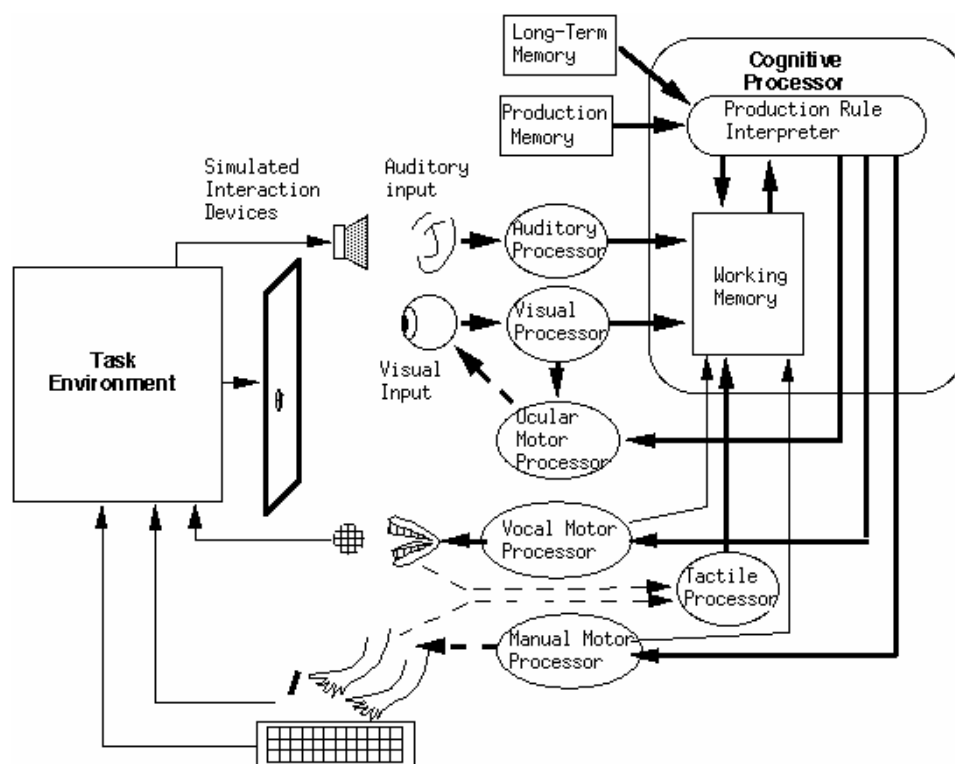 Long-Term
Memory
Cognitive
Processor
Production
Memory
Production Rule
Interpreter
Simulated
Interaction
Devices
Auditory
input
Auditory
Processor
Working
Memory
Visual
Processor
Task
Environment
Visual
Input
Ocular
Motor
Processor
Vocal Motor
Processor
Tactile
Processor
Manual Motor
Processor